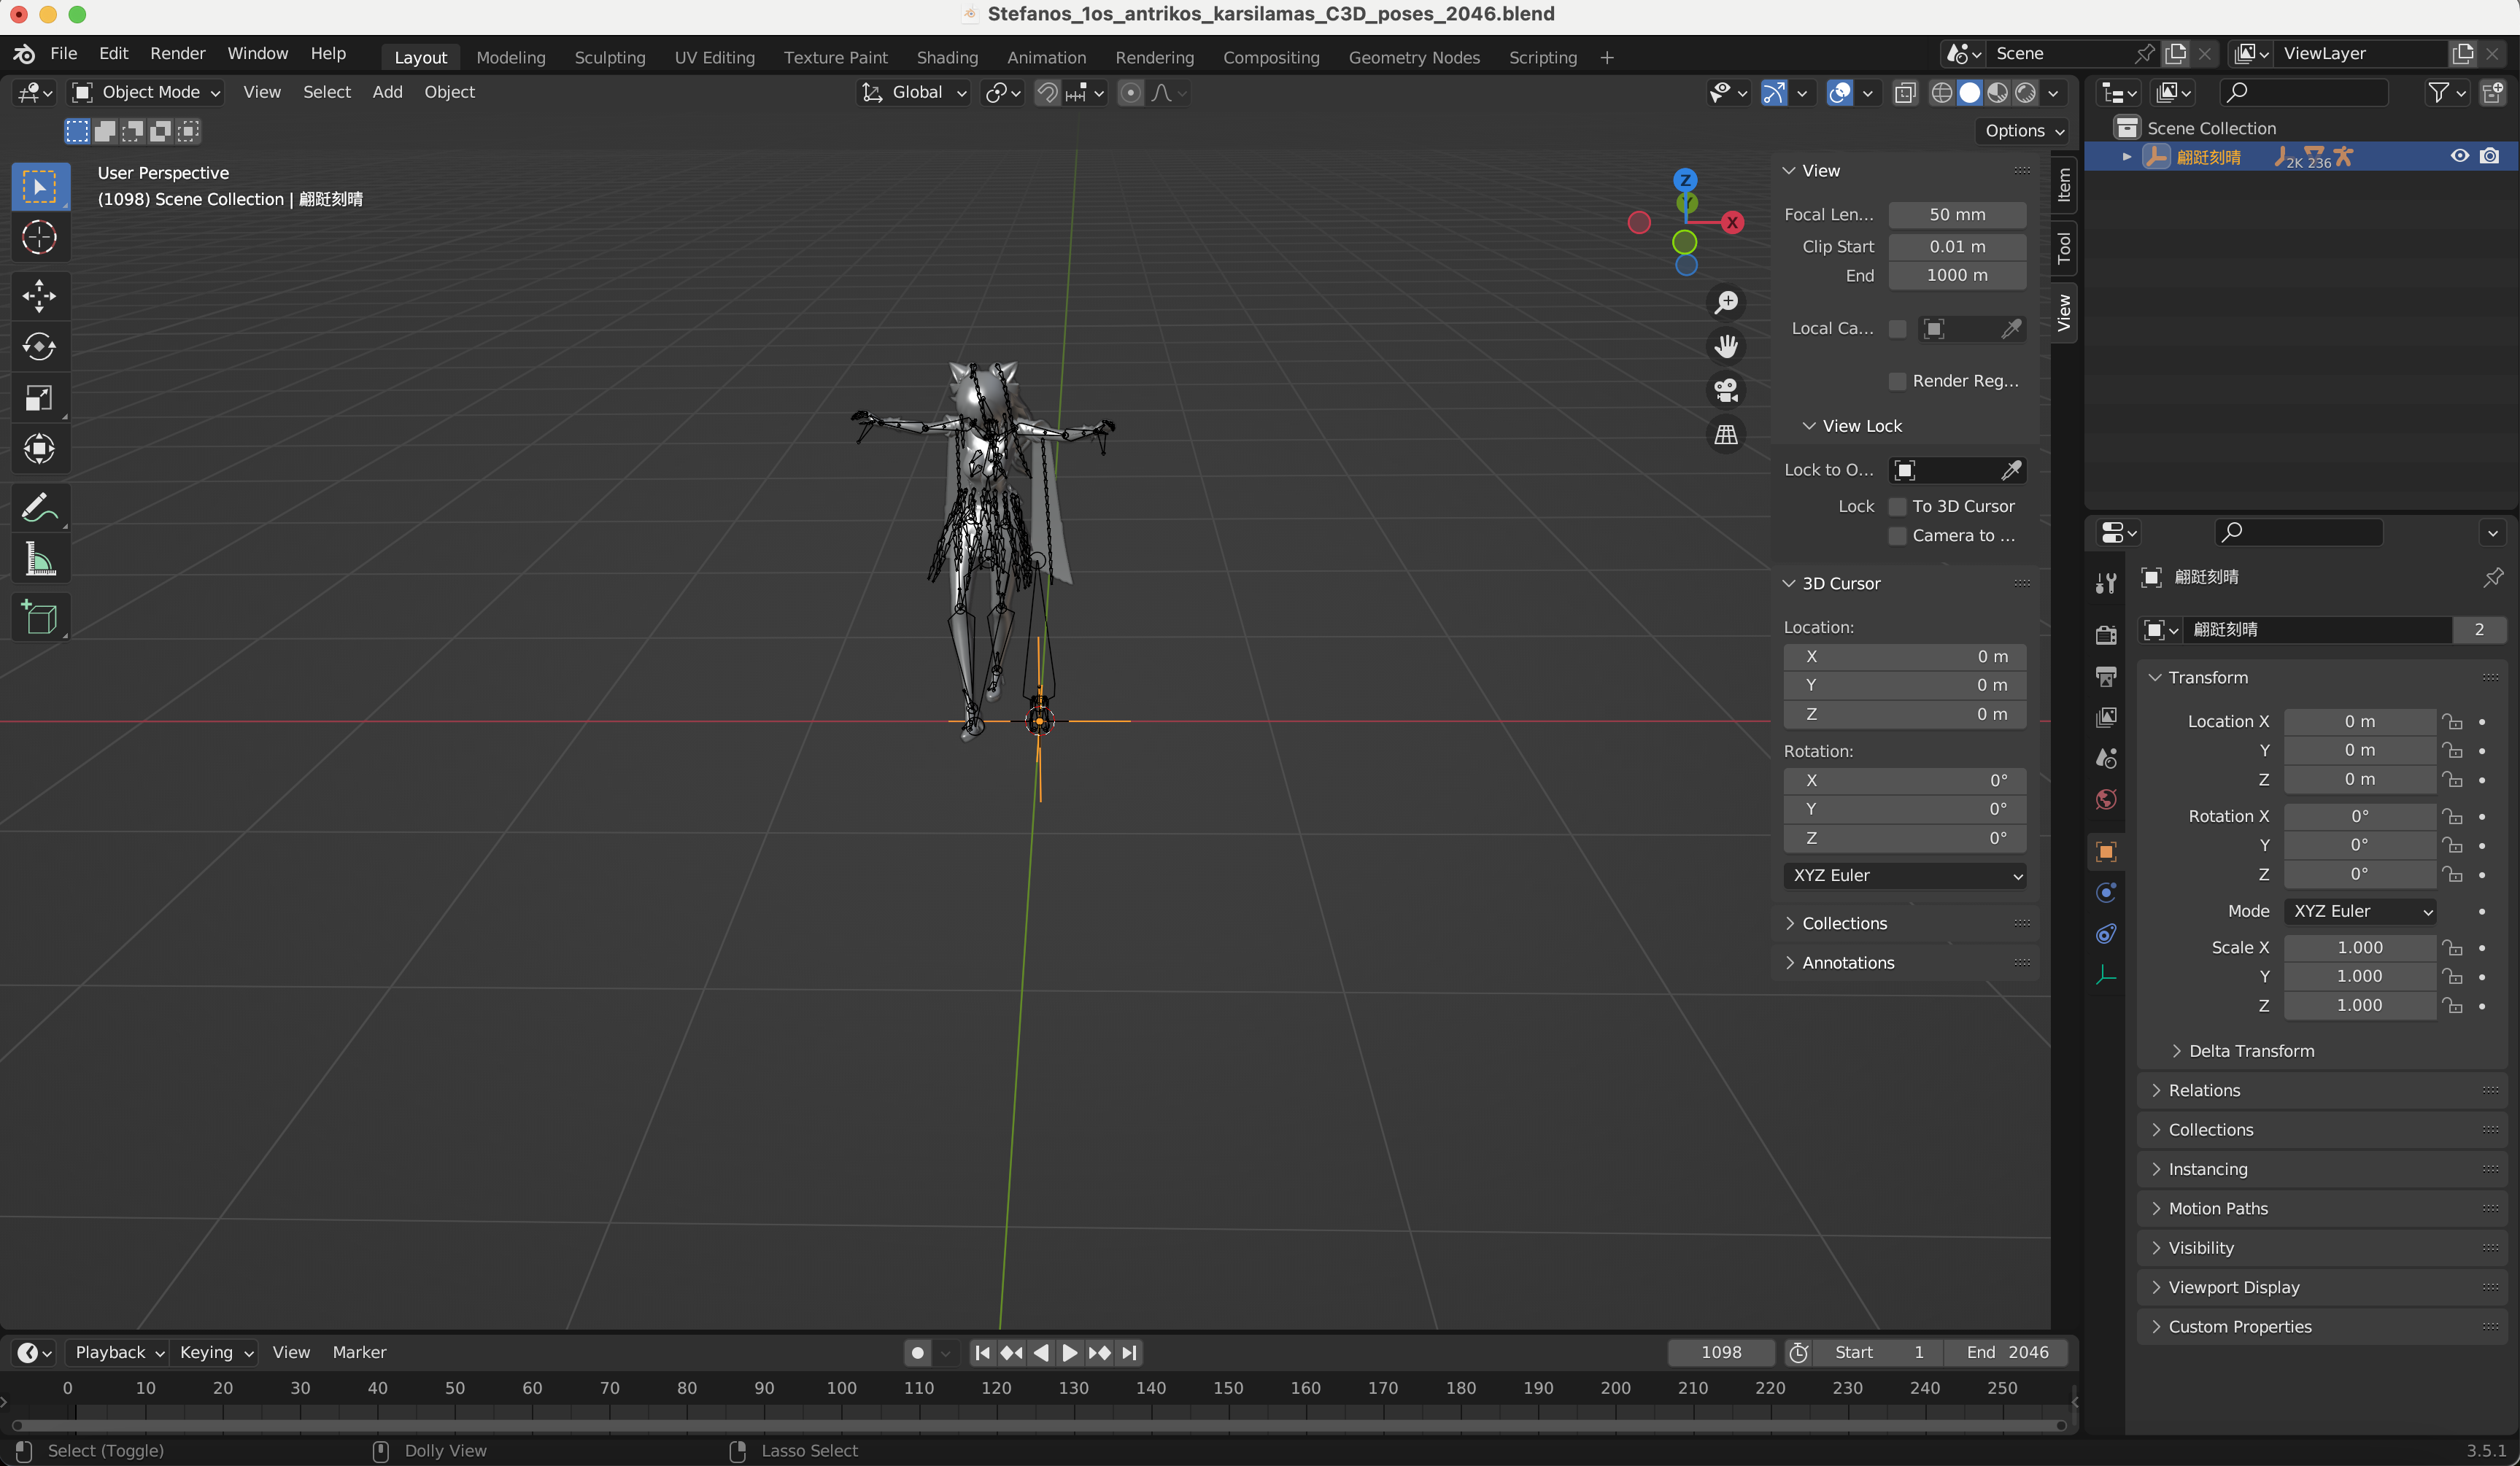 Stefanos_1os_antrikos_karsilamas_C3D_poses_2046.blend
File Edit Render Window Help
Layout Modeling Sculpting UV Editing Texture Paint Shading Animation Rendering Compositing Geometry Nodes Scripting +
Scene ViewLayer
Object Mode View Select Add Object Global
Options
User Perspective
(1098) Scene Collection | 翩跹刻晴
Z
Y
X
Item
Tool
View
View
Focal Len... 50 mm
Clip Start 0.01 m
End 1000 m
Local Ca...
Render Reg...
View Lock
Lock to O...
Lock To 3D Cursor
Camera to ...
3D Cursor
Location:
X 0 m
Y 0 m
Z 0 m
Rotation:
X 0°
Y 0°
Z 0°
XYZ Euler
Collections
Annotations
Scene Collection
翩跹刻晴 2K 236
翩跹刻晴
翩跹刻晴 2
Transform
Location X 0 m
Y 0 m
Z 0 m
Rotation X 0°
Y 0°
Z 0°
Mode XYZ Euler
Scale X 1.000
Y 1.000
Z 1.000
Delta Transform
Relations
Collections
Instancing
Motion Paths
Visibility
Viewport Display
Custom Properties
Playback Keying View Marker 1098 Start 1 End 2046
0 10 20 30 40 50 60 70 80 90 100 110 120 130 140 150 160 170 180 190 200 210 220 230 240 250
Select (Toggle) Dolly View Lasso Select 3.5.1